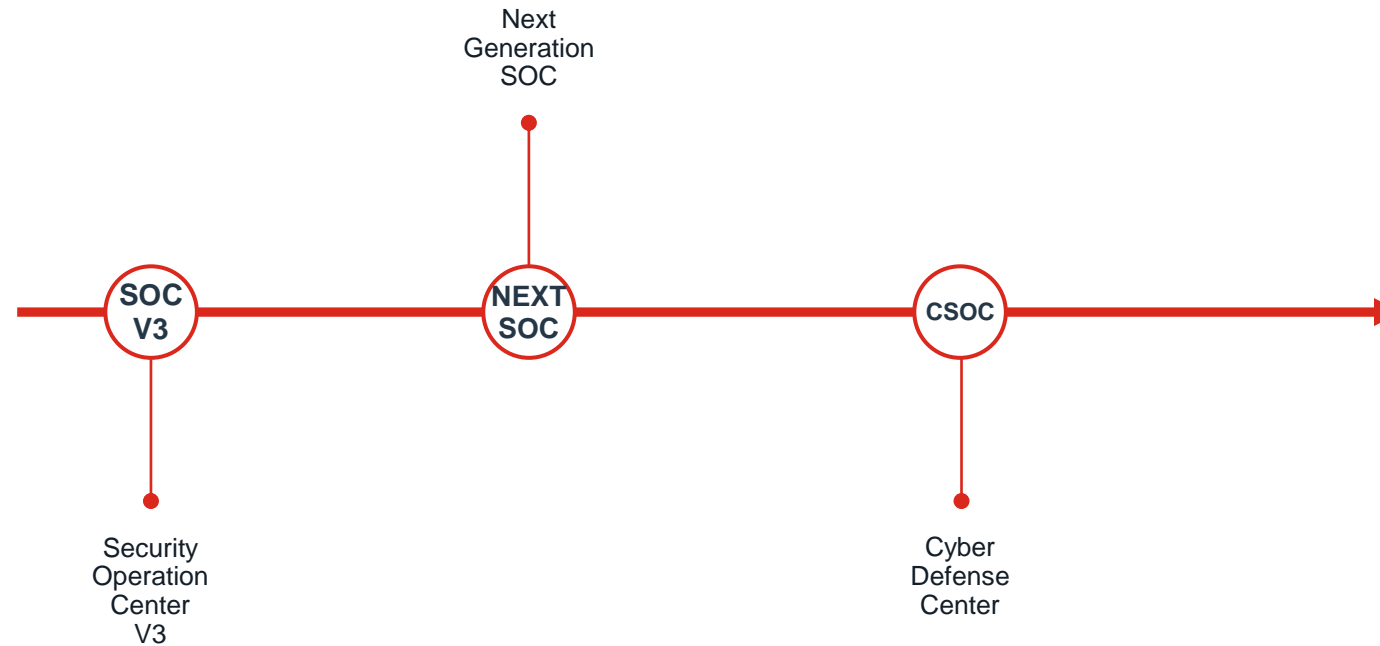 Next
Generation
SOC
SOC
V3
NEXT
SOC
CSOC
Security
Operation
Center
V3
Cyber
Defense
Center